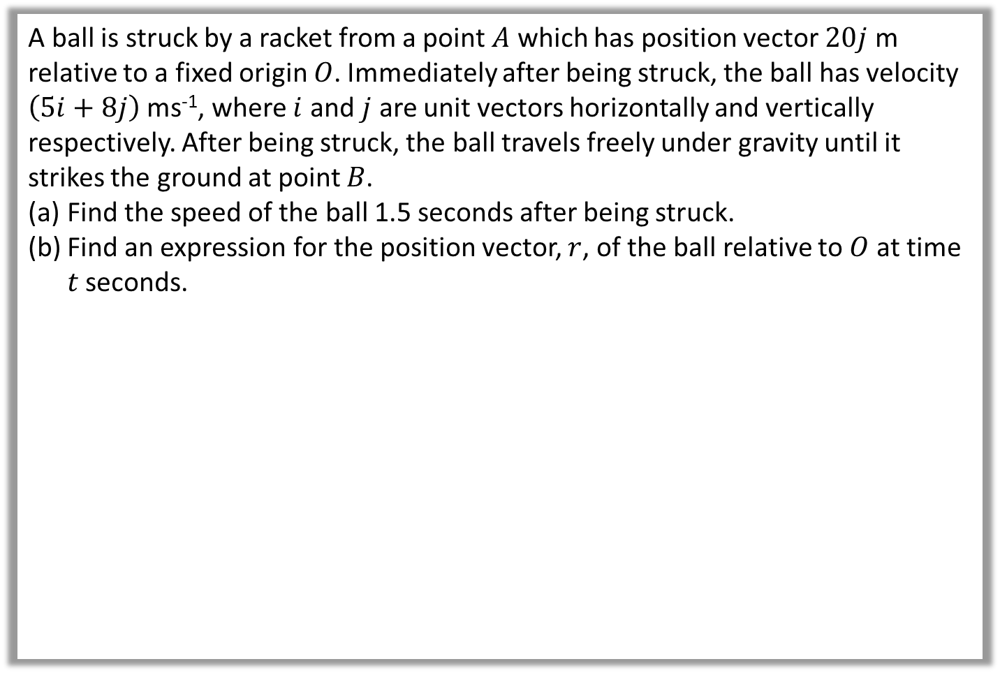 A ball is struck by a racket from a point A which has position vector 20j m
relative to a fixed origin O. Immediately after being struck, the ball has velocity
(5i + 8j) ms⁻¹, where i and j are unit vectors horizontally and vertically
respectively. After being struck, the ball travels freely under gravity until it
strikes the ground at point B.
(a) Find the speed of the ball 1.5 seconds after being struck.
(b) Find an expression for the position vector, r, of the ball relative to O at time
t seconds.